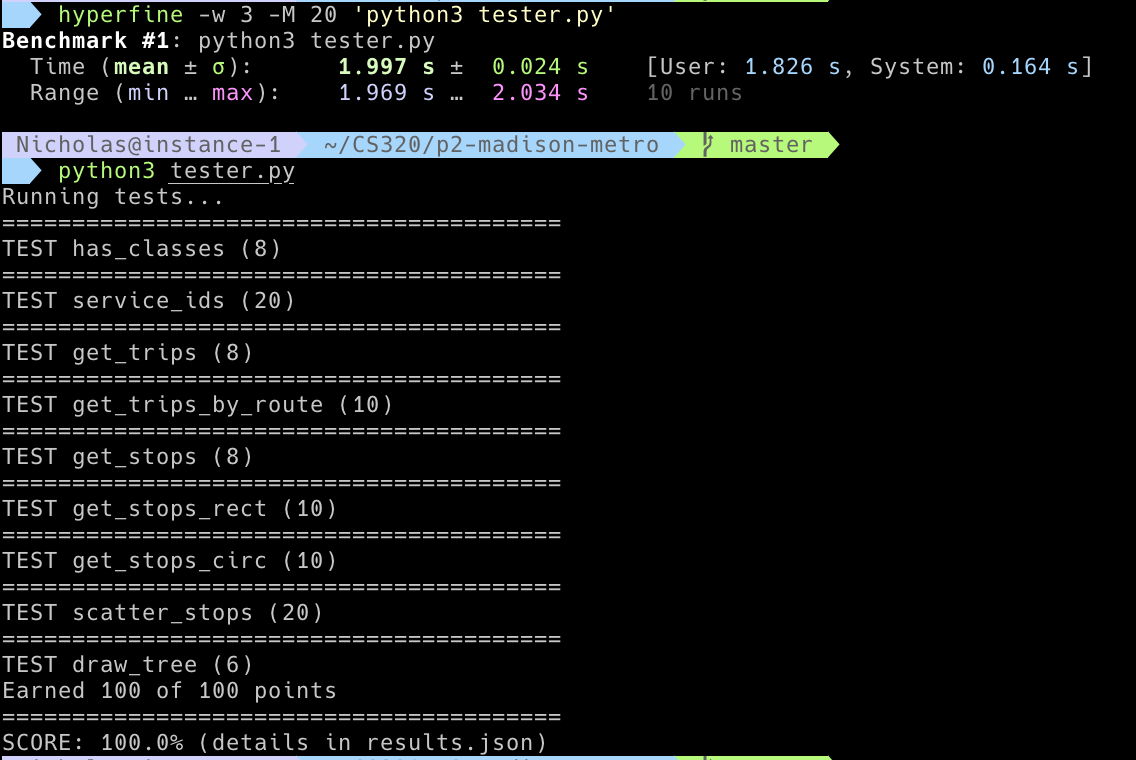 hyperfine -w 3 -M 20 'python3 tester.py'
Benchmark #1: python3 tester.py
Time (mean ± σ): 1.997 s ± 0.024 s [User: 1.826 s, System: 0.164 s]
Range (min … max): 1.969 s … 2.034 s 10 runs
Nicholas@instance-1 ~/CS320/p2-madison-metro master
python3 tester.py
Running tests...
========================================
TEST has_classes (8)
========================================
TEST service_ids (20)
========================================
TEST get_trips (8)
========================================
TEST get_trips_by_route (10)
========================================
TEST get_stops (8)
========================================
TEST get_stops_rect (10)
========================================
TEST get_stops_circ (10)
========================================
TEST scatter_stops (20)
========================================
TEST draw_tree (6)
Earned 100 of 100 points
========================================
SCORE: 100.0% (details in results.json)